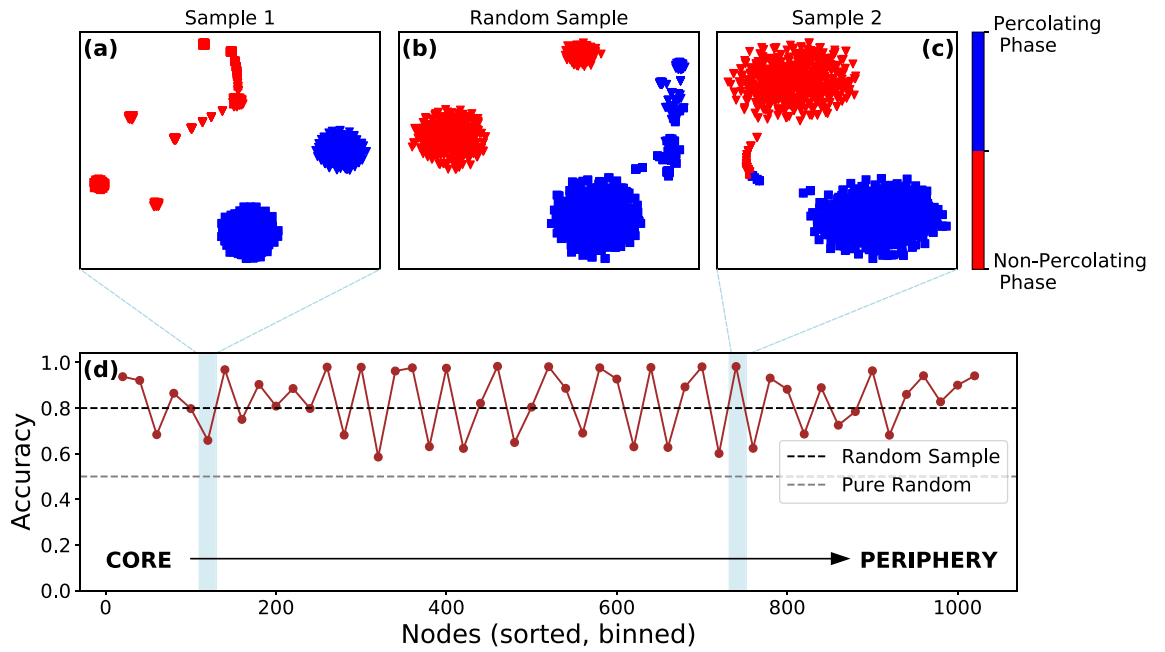 Sample 1
Random Sample
Sample 2
(a)
(b)
(c)
Percolating
Phase
Non-Percolating
Phase
(d)
1.0
0.8
0.6
0.4
0.2
0.0
Accuracy
Random Sample
Pure Random
CORE
PERIPHERY
0
200
400
600
800
1000
Nodes (sorted, binned)